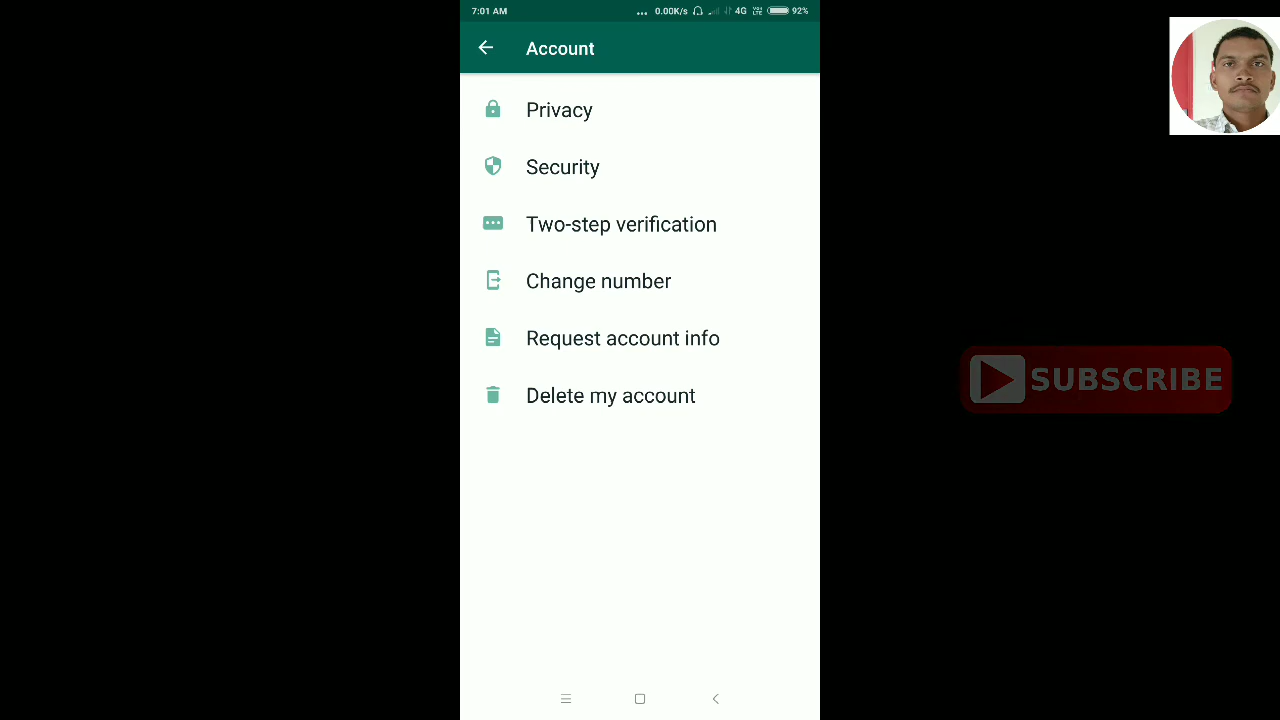 7:01 AM ... 0.00K/s 4G VoLTE 92%
Account
Privacy
Security
Two-step verification
Change number
Request account info
Delete my account
SUBSCRIBE